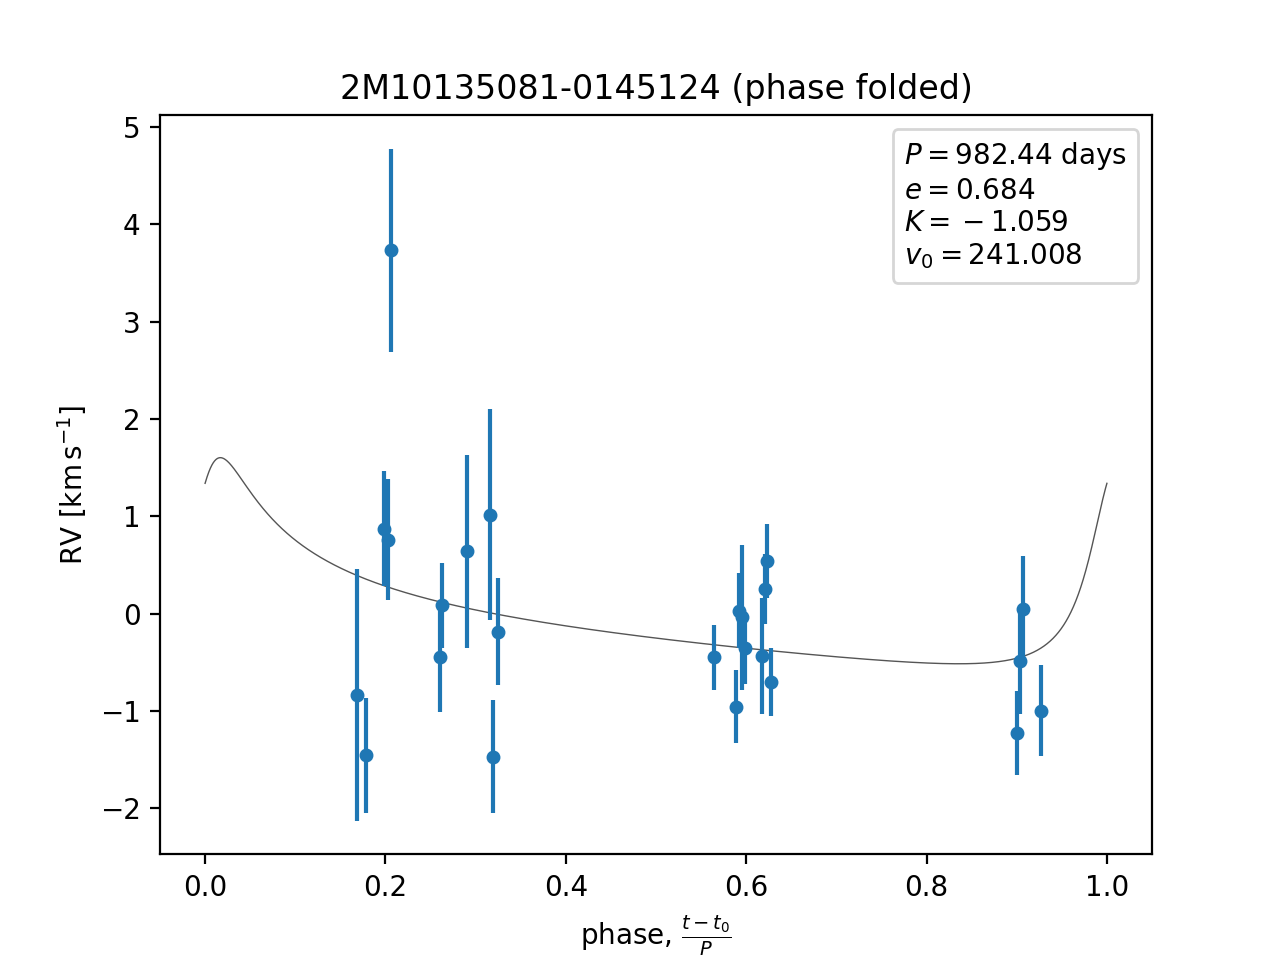 2M10135081-0145124 (phase folded)
P = 982.44 days
e = 0.684
K = −1.059
v₀ = 241.008
5
4
3
2
1
0
−1
−2
RV [km s⁻¹]
0.0 0.2 0.4 0.6 0.8 1.0
phase, (t − t₀)/P